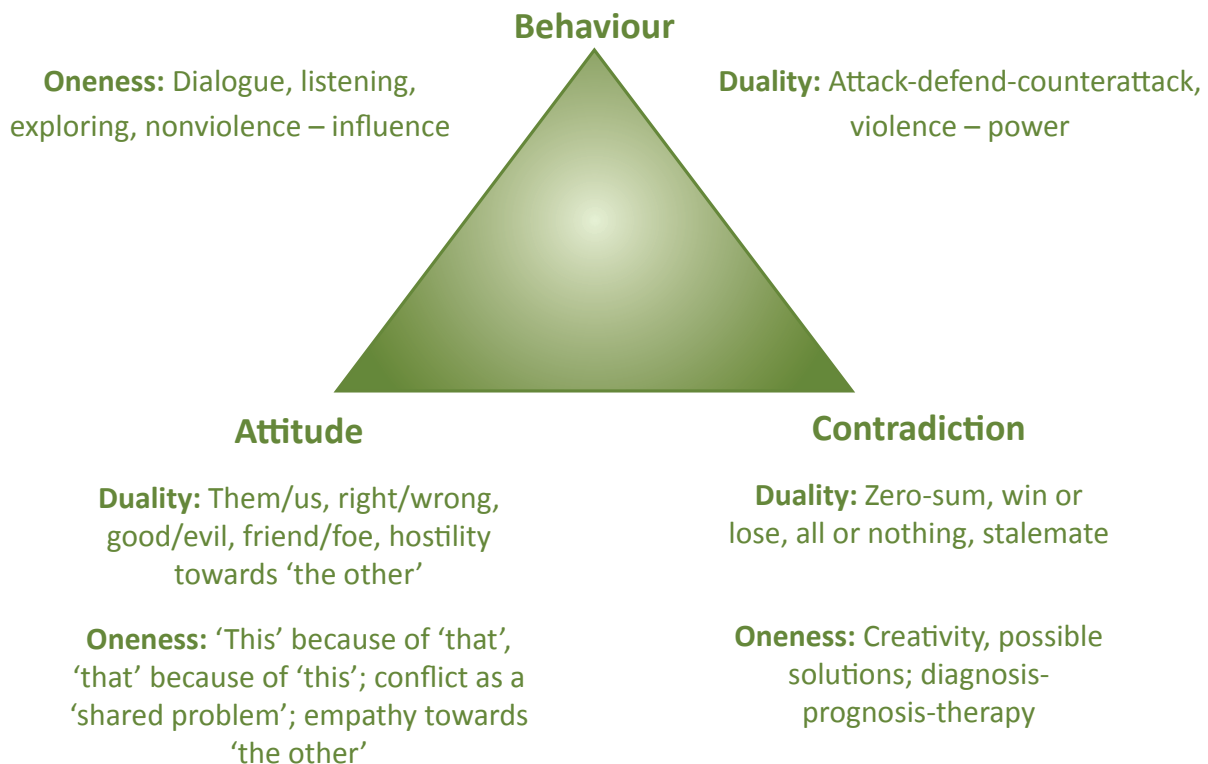 Behaviour
Oneness: Dialogue, listening,
exploring, nonviolence – influence
Duality: Attack-defend-counterattack,
violence – power
Attitude
Duality: Them/us, right/wrong,
good/evil, friend/foe, hostility
towards ‘the other’
Oneness: ‘This’ because of ‘that’,
‘that’ because of ‘this’; conflict as a
‘shared problem’; empathy towards
‘the other’
Contradiction
Duality: Zero-sum, win or
lose, all or nothing, stalemate
Oneness: Creativity, possible
solutions; diagnosis-
prognosis-therapy